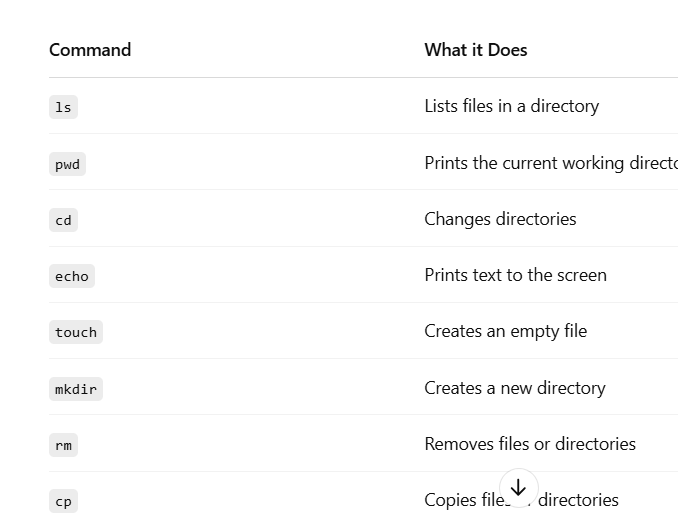 Command What it Does
ls Lists files in a directory
pwd Prints the current working
cd Changes directories
echo Prints text to the screen
touch Creates an empty file
mkdir Creates a new directory
rm Removes files or directories
cp Copies directories